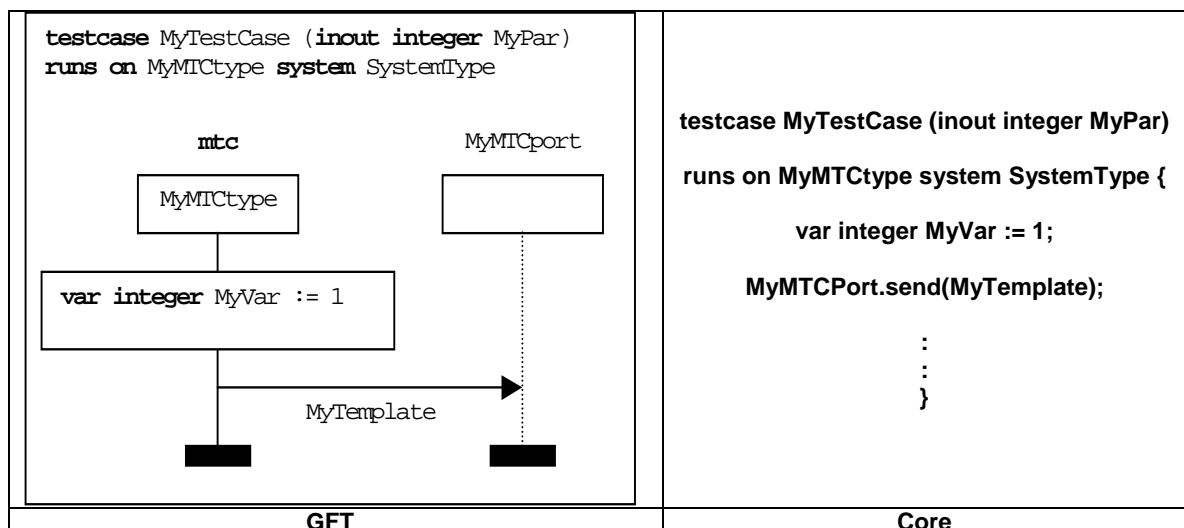 testcase MyTestCase (inout integer MyPar)
runs on MyMTCtype system SystemType
mtc
MyMTCport
MyMTCtype
var integer MyVar := 1
MyTemplate
GFT
testcase MyTestCase (inout integer MyPar)
runs on MyMTCtype system SystemType {
var integer MyVar := 1;
MyMTCPort.send(MyTemplate);
:
:
}
Core